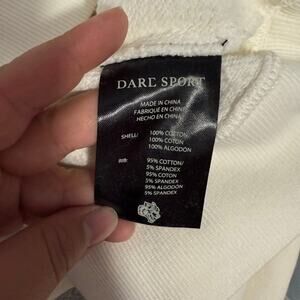 DARC SPORT
MADE IN CHINA
FABRIQUÉ EN CHINE
HECHO EN CHINA
SHELL: 100% COTTON
100% COTON
100% ALGODÓN
RIB: 95% COTTON/
5% SPANDEX
95% COTON
5% SPANDEX
95% ALGODÓN
5% SPANDEX